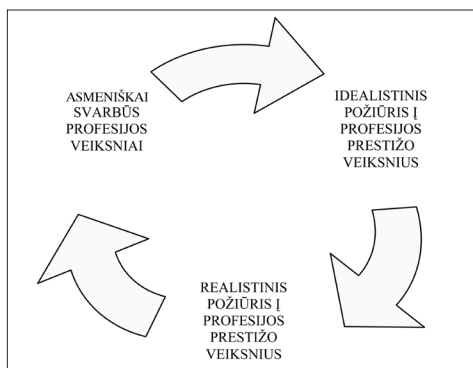 ASMENIŠKAI
SVARBŪS
PROFESIJOS
VEIKSNIAI
IDEALISTINIS
POŽIŪRIS Į
PROFESIJOS
PRESTIŽO
VEIKSNIUS
REALISTINIS
POŽIŪRIS Į
PROFESIJOS
PRESTIŽO
VEIKSNIUS